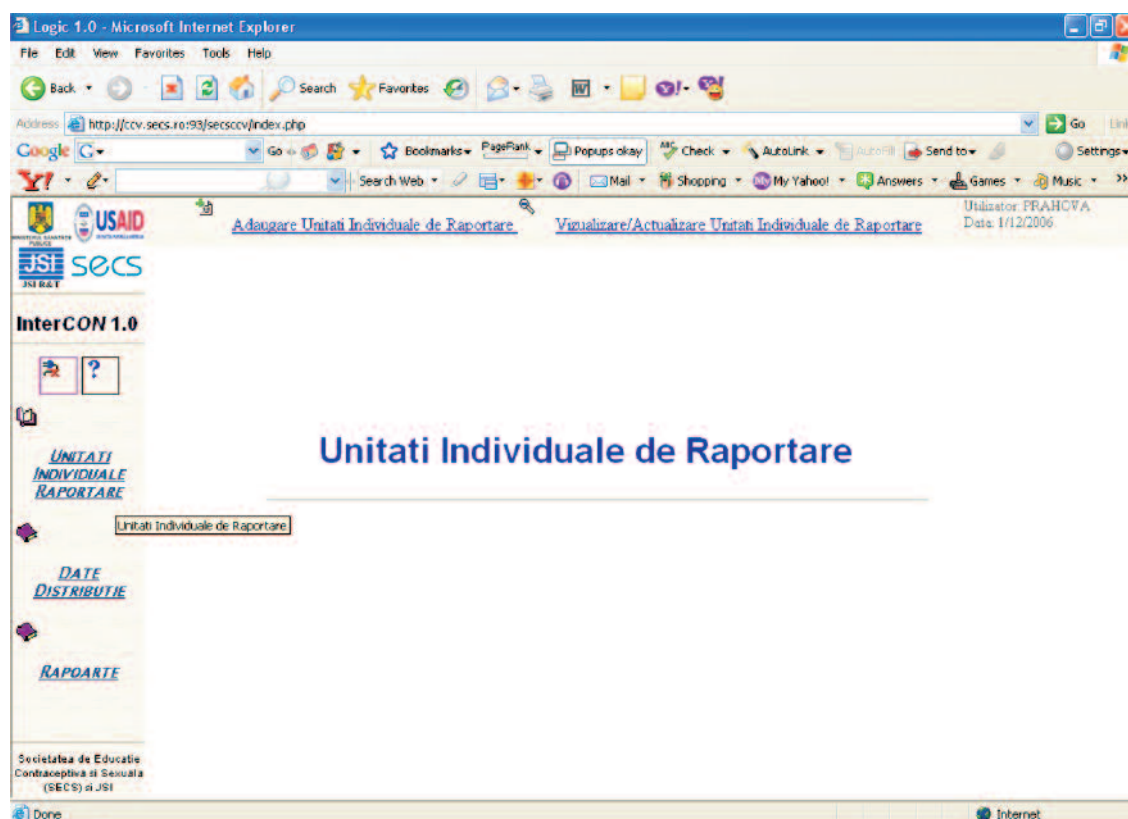 Logic 1.0 - Microsoft Internet Explorer
File Edit View Favorites Tools Help
Back Search Favorites
Address http://ccv.secs.ro:93/secsccv/index.php Go Link
Google G Go Bookmarks PageRank Popups okay Check AutoLink AutoFill Send to Settings
Y! Search Web Mail Shopping My Yahoo! Answers Games Music >>
USAID
JSI secs
JSI R&T
Adaugare Unitati Individuale de Raportare Vizualizare/Actualizare Unitati Individuale de Raportare
Utilizator: PRAHOVA
Data: 1/12/2006
InterCON 1.0
?
UNITATI
INDIVIDUALE
RAPORTARE
Unitati Individuale de Raportare
Unitati Individuale de Raportare
DATE
DISTRIBUTIE
RAPOARTE
Societatea de Educatie
Contraceptiva si Sexuala
(SECS) si JSI
Done Internet